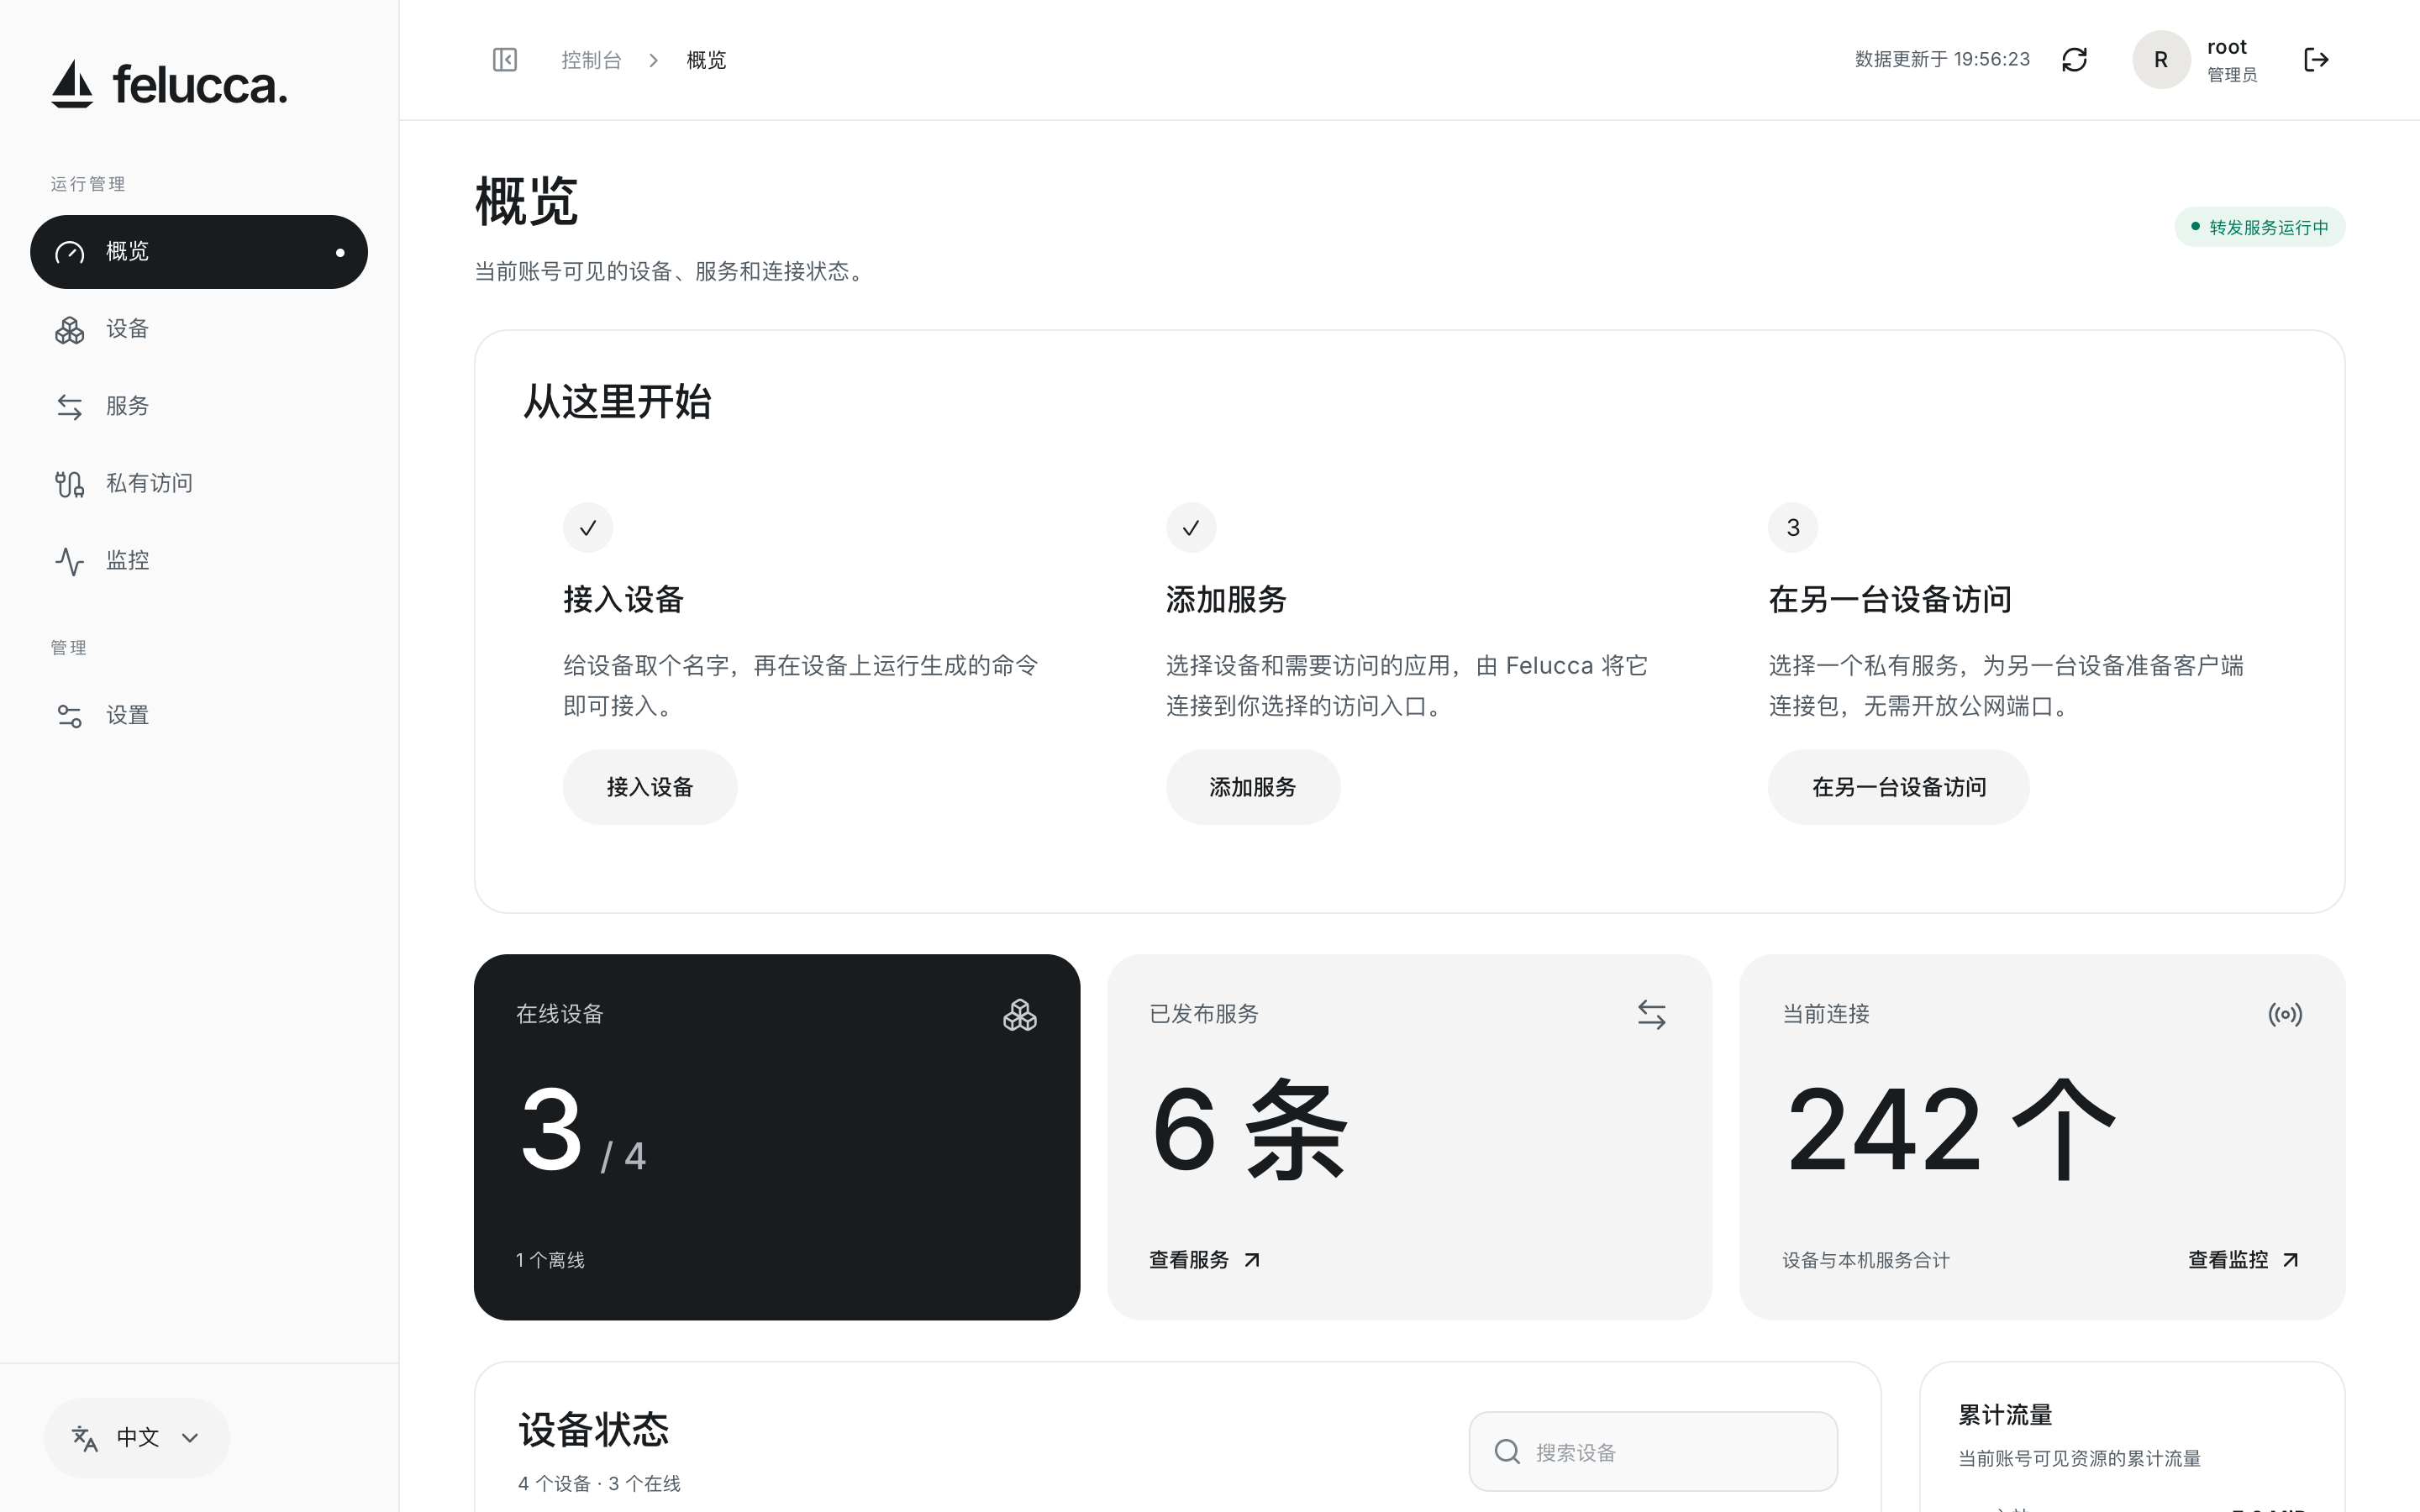 felucca.
运行管理
概览
设备
服务
私有访问
监控
管理
设置
中文
控制台
概览
数据更新于 19:56:23
R
root
管理员
概览
当前账号可见的设备、服务和连接状态。
转发服务运行中
从这里开始
接入设备
给设备取个名字，再在设备上运行生成的命令
即可接入。
接入设备
添加服务
选择设备和需要访问的应用，由 Felucca 将它
连接到你选择的访问入口。
添加服务
3
在另一台设备访问
选择一个私有服务，为另一台设备准备客户端
连接包，无需开放公网端口。
在另一台设备访问
在线设备
3 / 4
1 个离线
已发布服务
6 条
查看服务
当前连接
242 个
设备与本机服务合计
查看监控
设备状态
4 个设备 · 3 个在线
搜索设备
累计流量
当前账号可见资源的累计流量